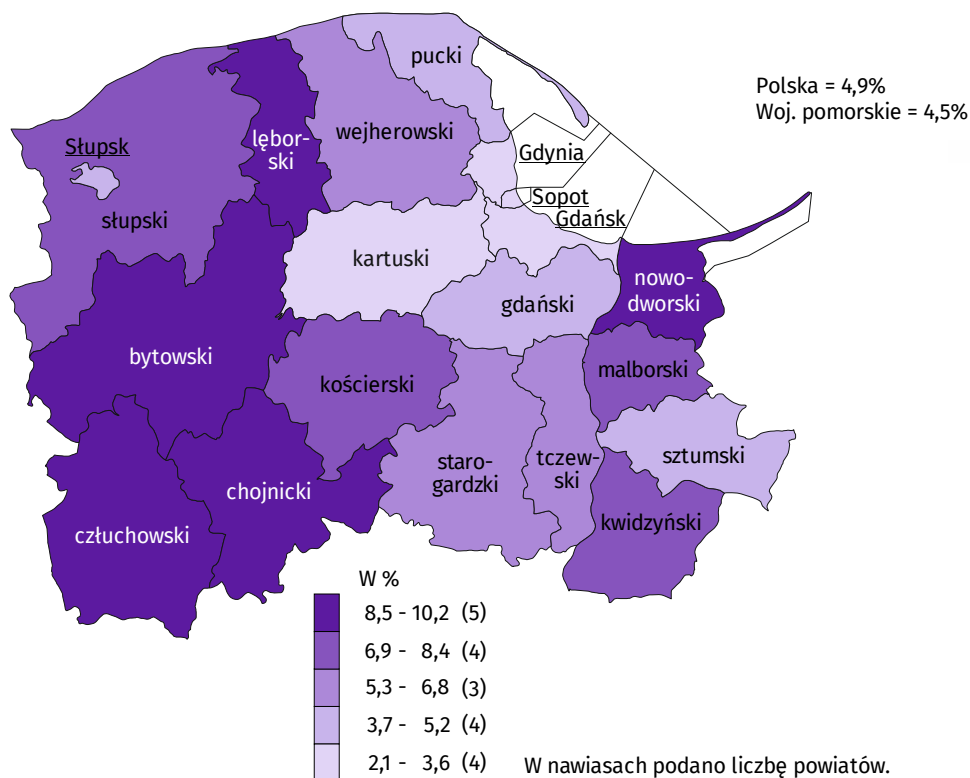 pucki
Polska = 4,9%
Woj. pomorskie = 4,5%
wejherowski
lębor-
ski
Słupsk
Gdynia
Sopot
Gdańsk
słupski
kartuski
nowo-
dworski
gdański
bytowski
kościerski
malborski
staro-
gardzki
tczew-
ski
sztumski
chojnicki
człuchowski
kwidzyński
W %
8,5 - 10,2 (5)
6,9 - 8,4 (4)
5,3 - 6,8 (3)
3,7 - 5,2 (4)
2,1 - 3,6 (4)
W nawiasach podano liczbę powiatów.